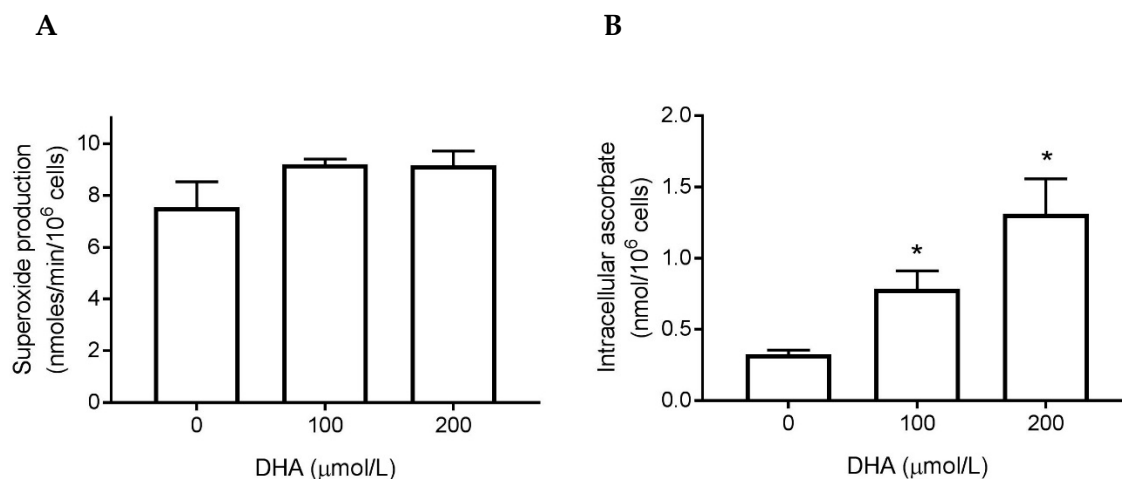 A
Superoxide production
(nmoles/min/10⁶ cells)
10
8
6
4
2
0
0 100 200
DHA (μmol/L)
B
Intracellular ascorbate
(nmol/10⁶ cells)
2.0
1.5
1.0
0.5
0.0
*
*
0 100 200
DHA (μmol/L)